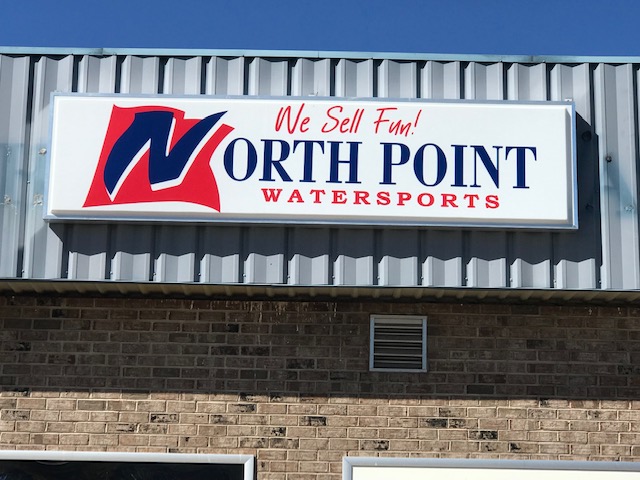 We Sell Fun!
NORTH POINT
WATERSPORTS